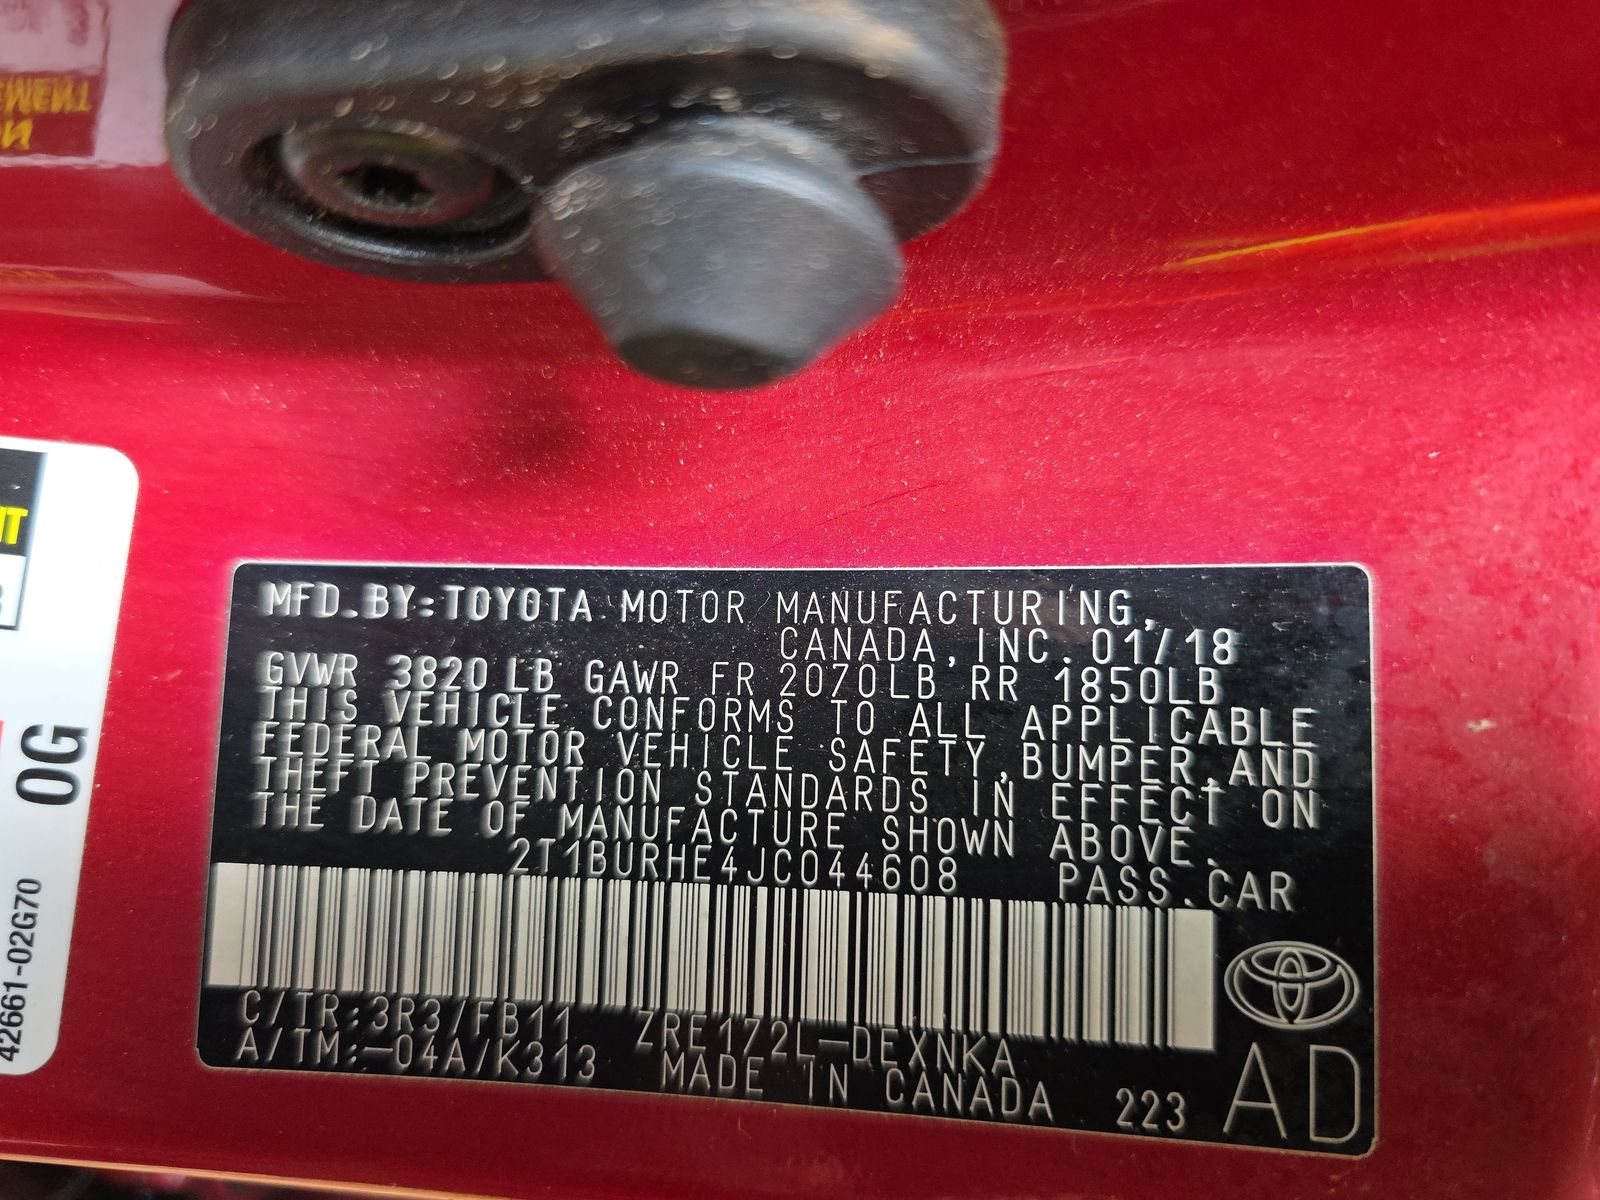 MFD.BY:TOYOTA MOTOR MANUFACTURING,
CANADA, INC. 01/18
GVWR 3820 LB GAWR FR 2070LB RR 1850LB
THIS VEHICLE CONFORMS TO ALL APPLICABLE
FEDERAL MOTOR VEHICLE SAFETY, BUMPER, AND
THEFT PREVENTION STANDARDS IN EFFECT ON
THE DATE OF MANUFACTURE SHOWN ABOVE.
2T1BURHE4JC044608 PASS.CAR
C/TR:3R3/FB11 ZRE172L-DEXNKA
A/TM:-04A/K313 MADE IN CANADA 223 AD
0G
42661-02G70